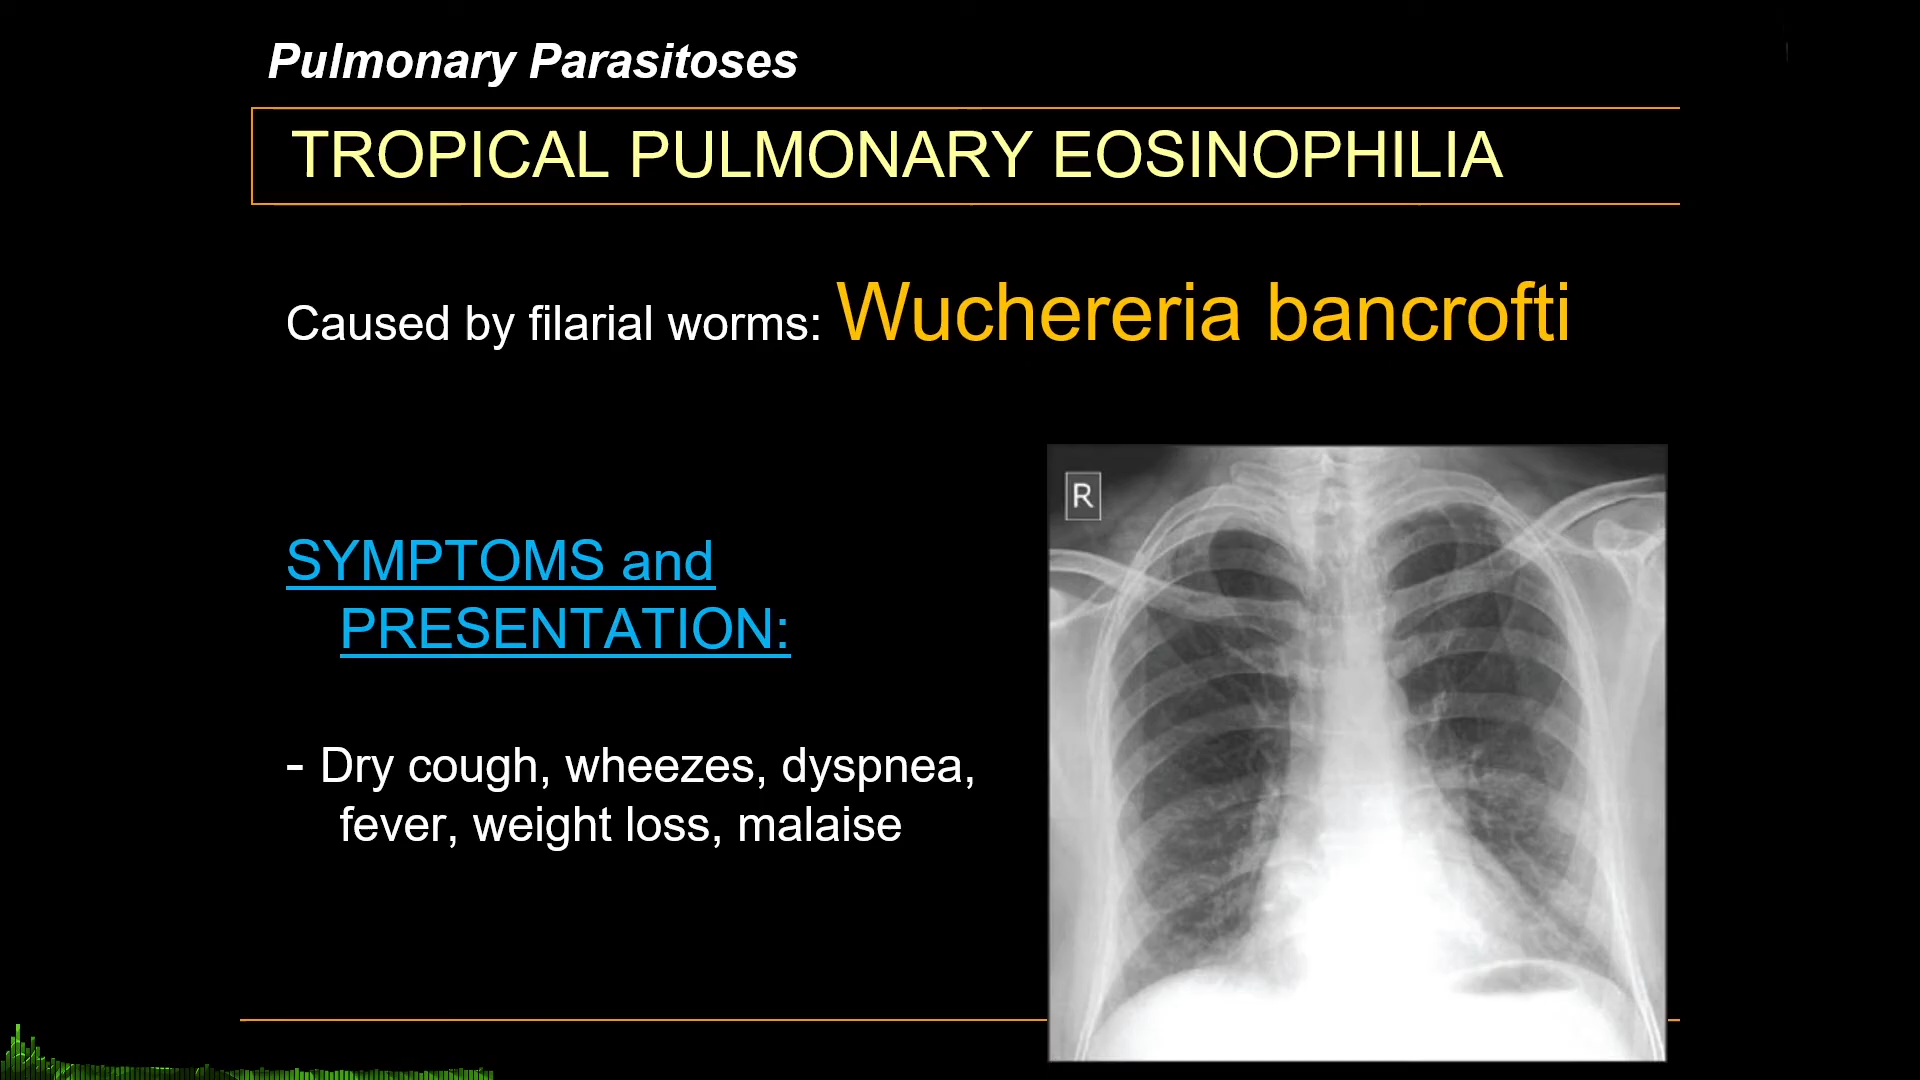 Pulmonary Parasitoses
TROPICAL PULMONARY EOSINOPHILIA
Caused by filarial worms: Wuchereria bancrofti
SYMPTOMS and
PRESENTATION:
- Dry cough, wheezes, dyspnea,
fever, weight loss, malaise
R